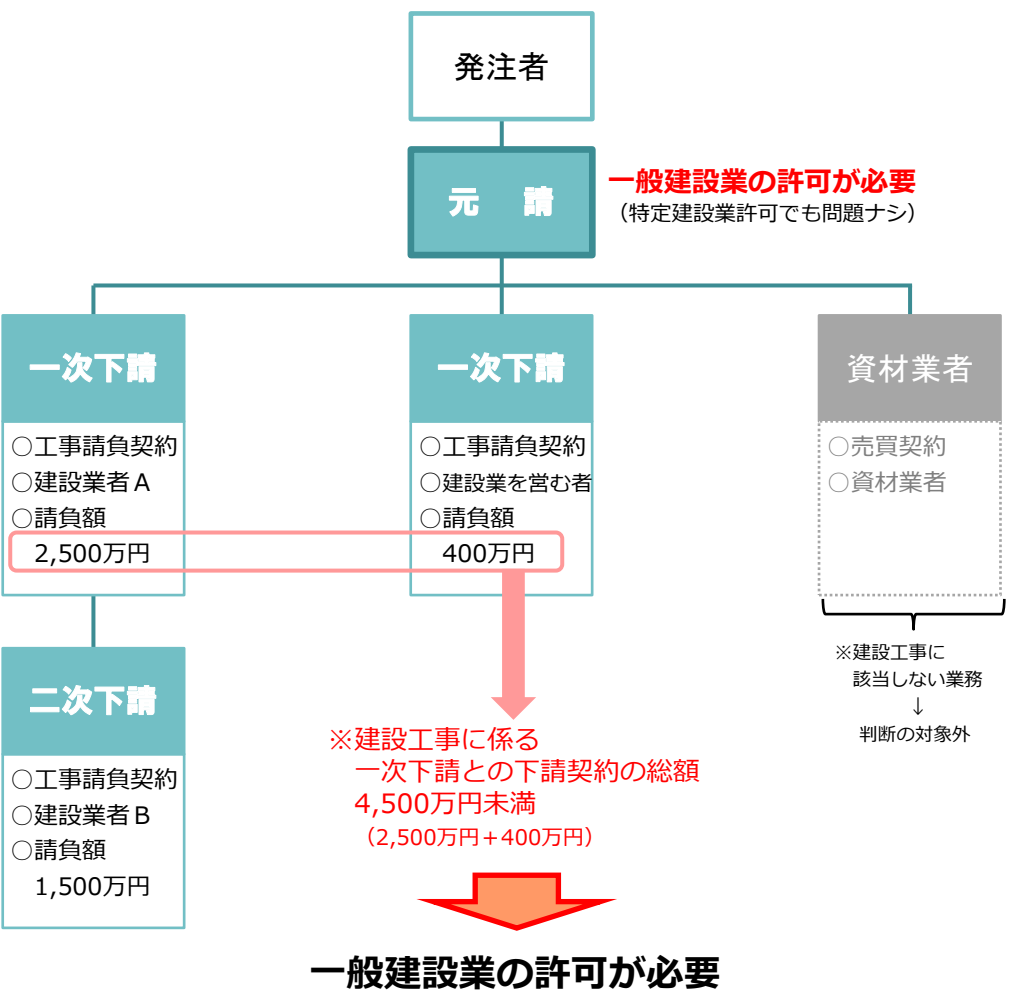 発注者
元 請
一般建設業の許可が必要
（特定建設業許可でも問題ナシ）
一次下請
○工事請負契約
○建設業者Ａ
○請負額
2,500万円
一次下請
○工事請負契約
○建設業を営む者
○請負額
400万円
資材業者
○売買契約
○資材業者
※建設工事に
該当しない業務
↓
判断の対象外
二次下請
○工事請負契約
○建設業者Ｂ
○請負額
1,500万円
※建設工事に係る
一次下請との下請契約の総額
4,500万円未満
（2,500万円＋400万円）
一般建設業の許可が必要